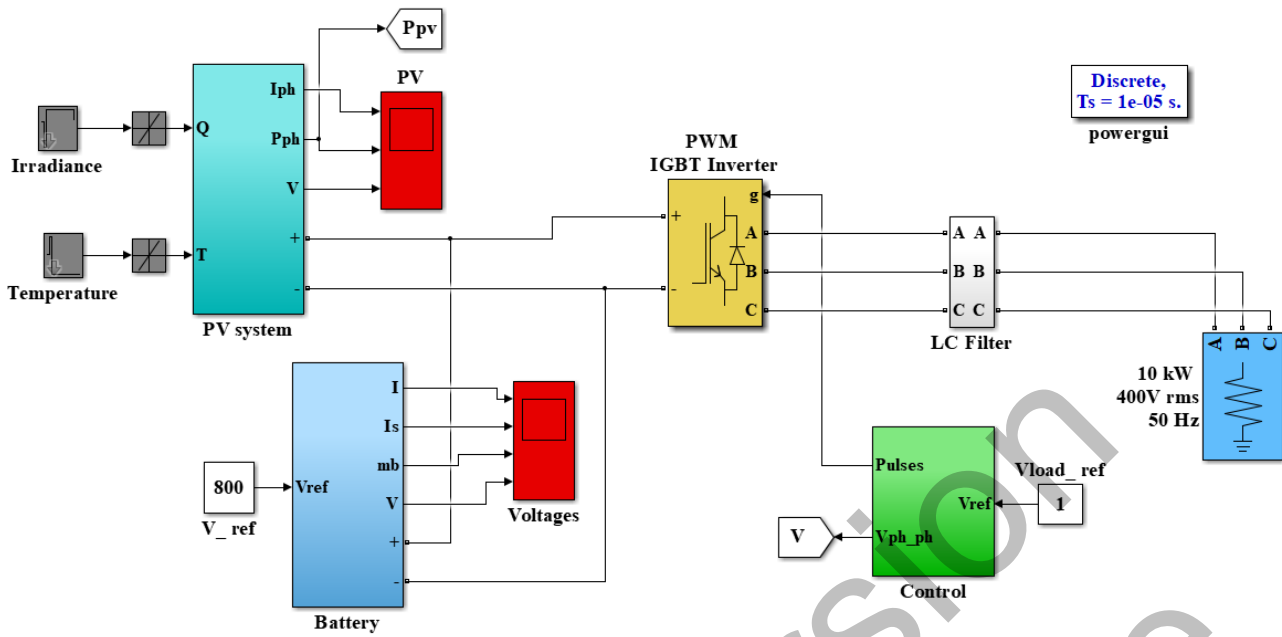 Ppv
PV
Iph
Pph
V
Q
T
+
-
Irradiance
Temperature
PV system
Discrete,
Ts = 1e-05 s.
powergui
PWM
IGBT Inverter
g
+
-
A
B
C
A A
B B
C C
LC Filter
A B C
10 kW
400V rms
50 Hz
I
Is
mb
V
+
-
Vref
800
V_ ref
Voltages
Battery
Pulses
Vref
Vph_ph
Control
Vload_ ref
1
V
rsion